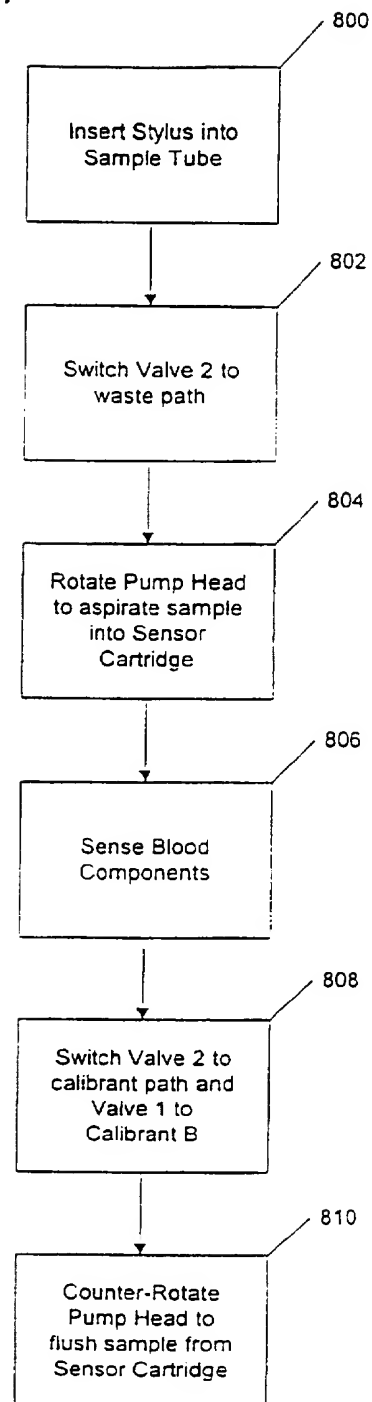 800
Insert Stylus into
Sample Tube
802
Switch Valve 2 to
waste path
804
Rotate Pump Head
to aspirate sample
into Sensor
Cartridge
806
Sense Blood
Components
808
Switch Valve 2 to
calibrant path and
Valve 1 to
Calibrant B
810
Counter-Rotate
Pump Head to
flush sample from
Sensor Cartridge